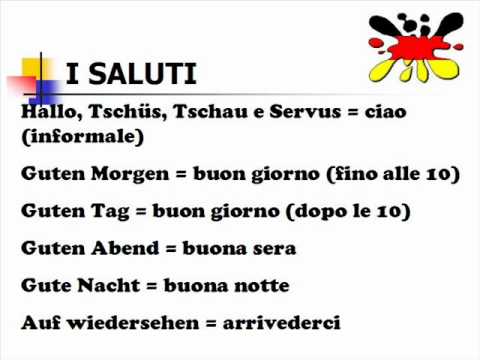 I SALUTI
Hallo, Tschüs, Tschau e Servus = ciao
(informale)
Guten Morgen = buon giorno (fino alle 10)
Guten Tag = buon giorno (dopo le 10)
Guten Abend = buona sera
Gute Nacht = buona notte
Auf wiedersehen = arrivederci